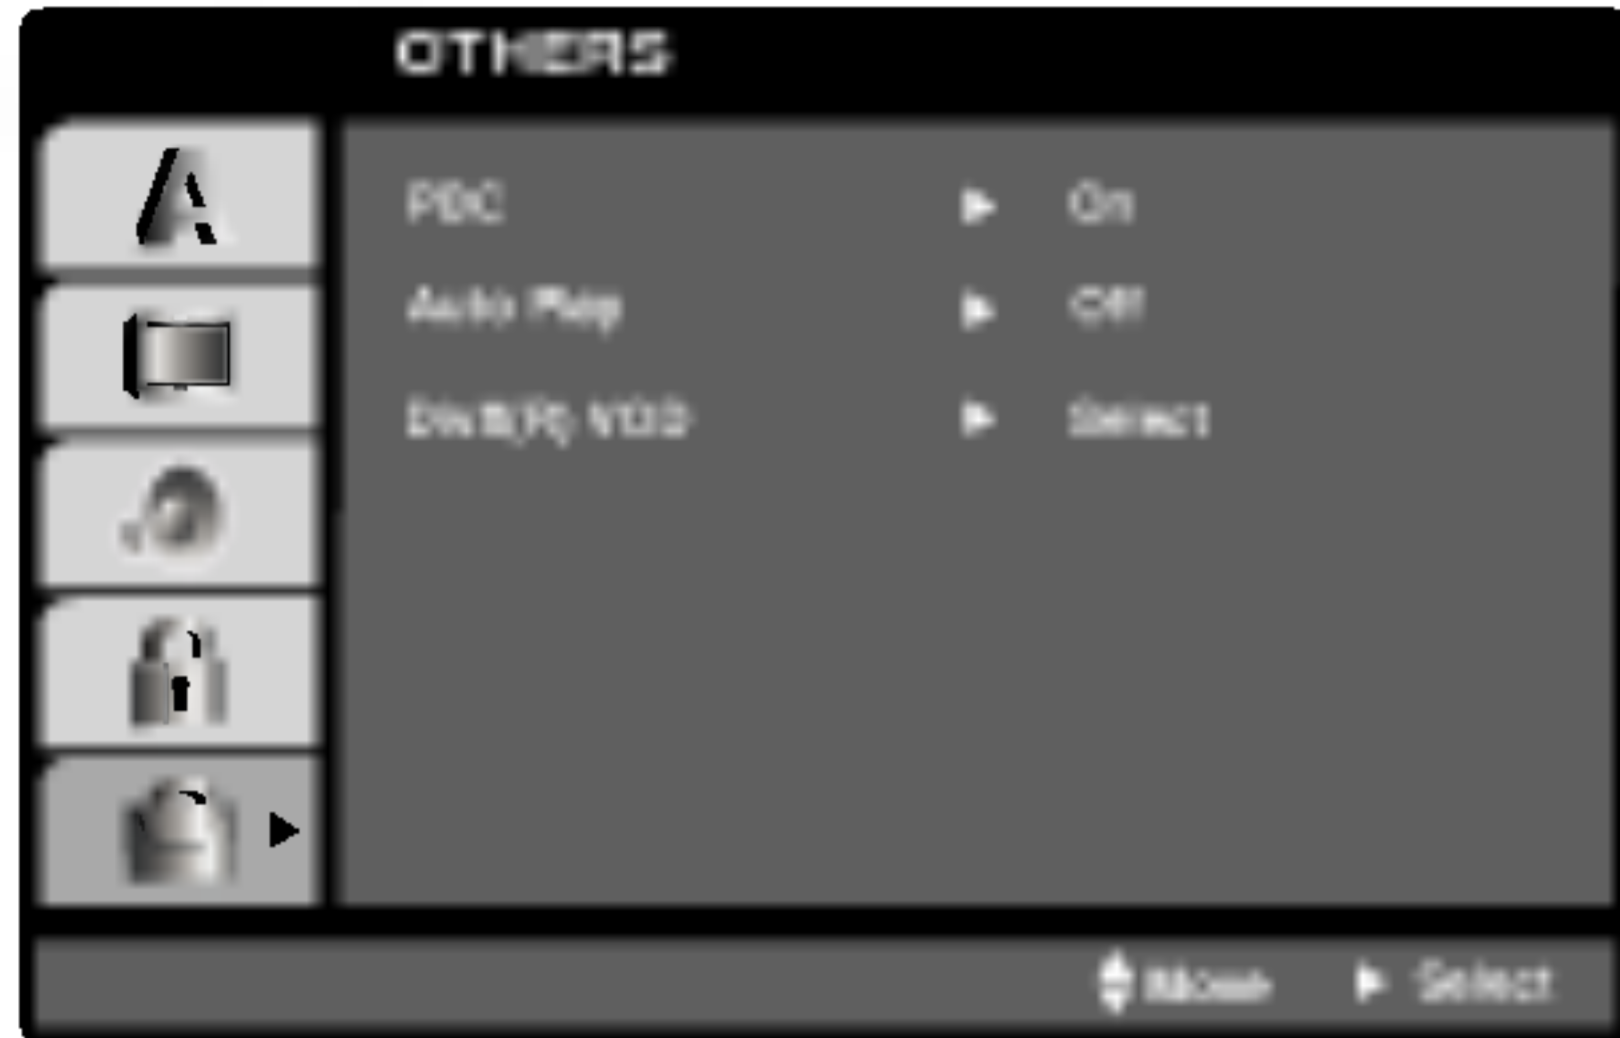 OTHERS
PBC On
Auto Play Off
DivX(R) VOD Select
Move Select